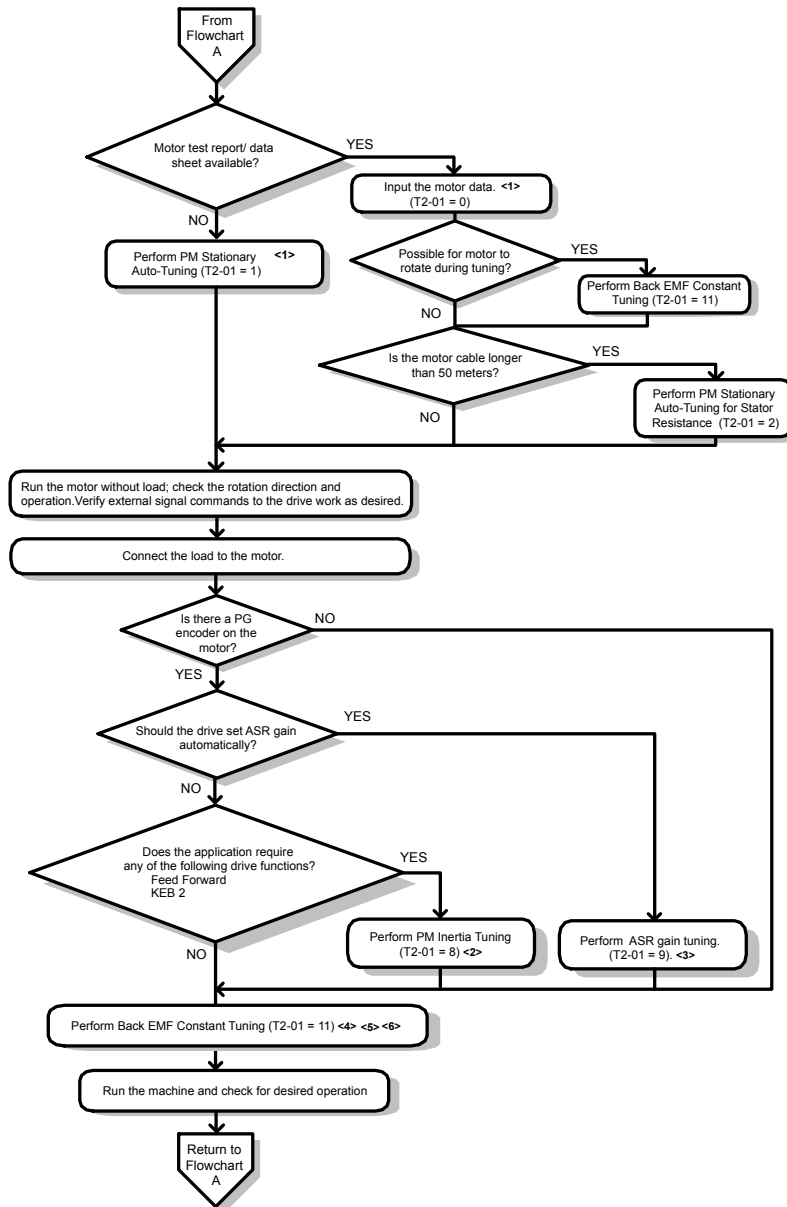 From
Flowchart
A
Motor test report/ data
sheet available?
YES
NO
Input the motor data. <1>
(T2-01 = 0)
Perform PM Stationary <1>
Auto-Tuning (T2-01 = 1)
Possible for motor to
rotate during tuning?
YES
NO
Perform Back EMF Constant
Tuning (T2-01 = 11)
Is the motor cable longer
than 50 meters?
YES
NO
Perform PM Stationary
Auto-Tuning for Stator
Resistance (T2-01 = 2)
Run the motor without load; check the rotation direction and
operation.Verify external signal commands to the drive work as desired.
Connect the load to the motor.
Is there a PG
encoder on the
motor?
NO
YES
Should the drive set ASR gain
automatically?
YES
NO
Does the application require
any of the following drive functions?
Feed Forward
KEB 2
YES
NO
Perform PM Inertia Tuning
(T2-01 = 8) <2>
Perform ASR gain tuning.
(T2-01 = 9). <3>
Perform Back EMF Constant Tuning (T2-01 = 11) <4> <5> <6>
Run the machine and check for desired operation
Return to
Flowchart
A